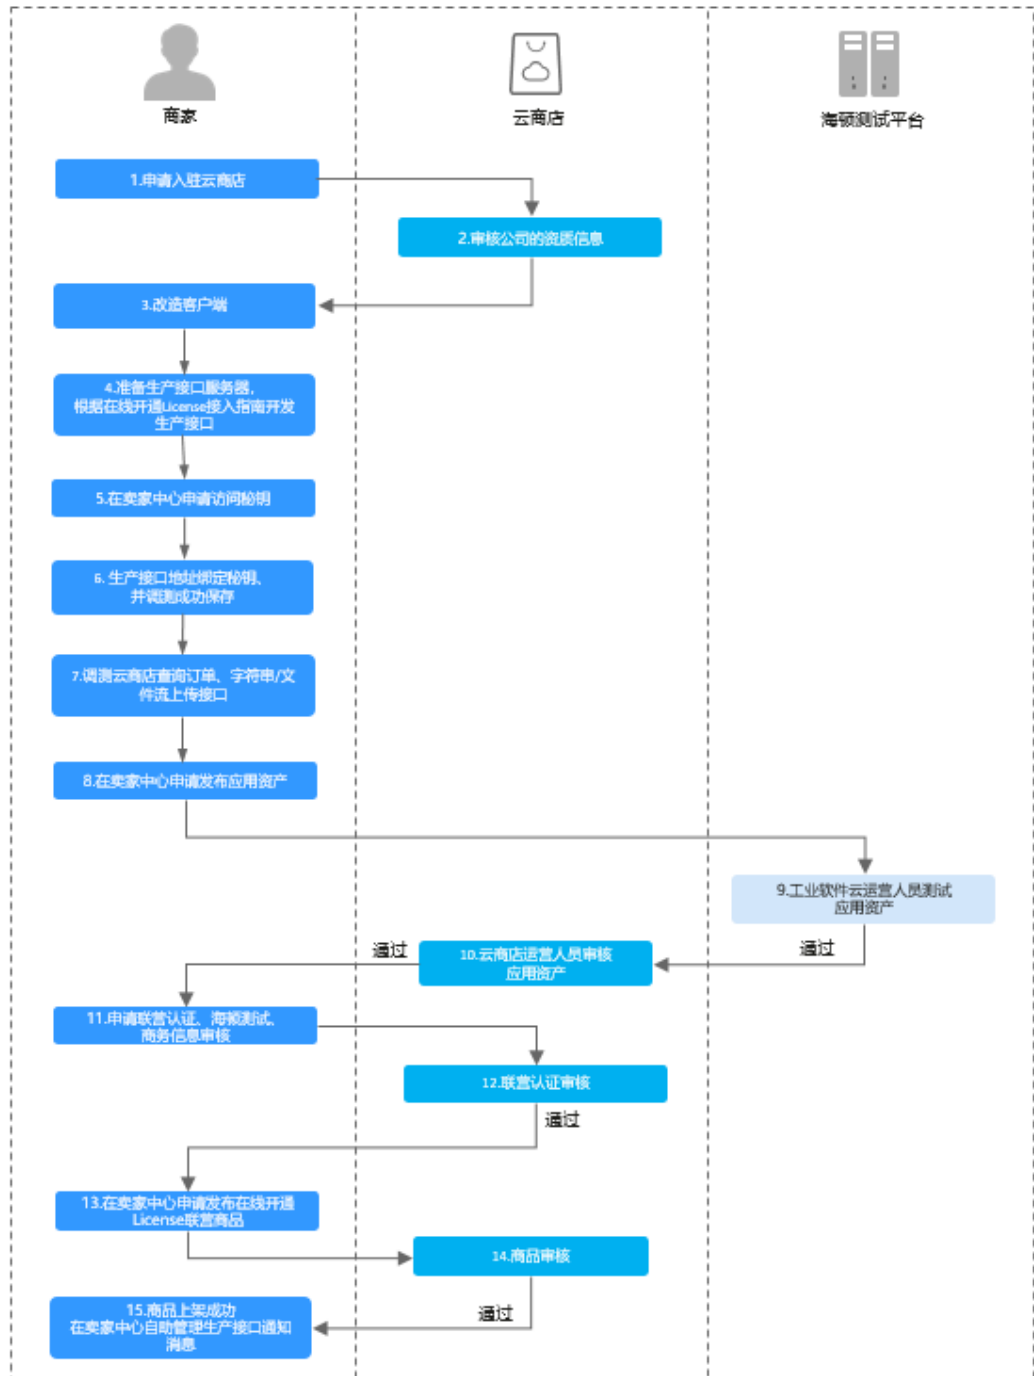 商家
云商店
海顿测试平台
1.申请入驻云商店
2.审核公司的资质信息
3.改造客户端
4.准备生产接口服务器，
根据在线开通License接入指南开发
生产接口
5.在卖家中心申请访问秘钥
6. 生产接口地址绑定秘钥、
并调测成功保存
7.调测云商店查询订单、字符串/文
件流上传接口
8.在卖家中心申请发布应用资产
9.工业软件云运营人员测试
应用资产
通过
10.云商店运营人员审核
应用资产
通过
11.申请联营认证、海顿测试、
商务信息审核
12.联营认证审核
通过
13.在卖家中心申请发布在线开通
License联营商品
14.商品审核
通过
15.商品上架成功
在卖家中心自助管理生产接口通知
消息